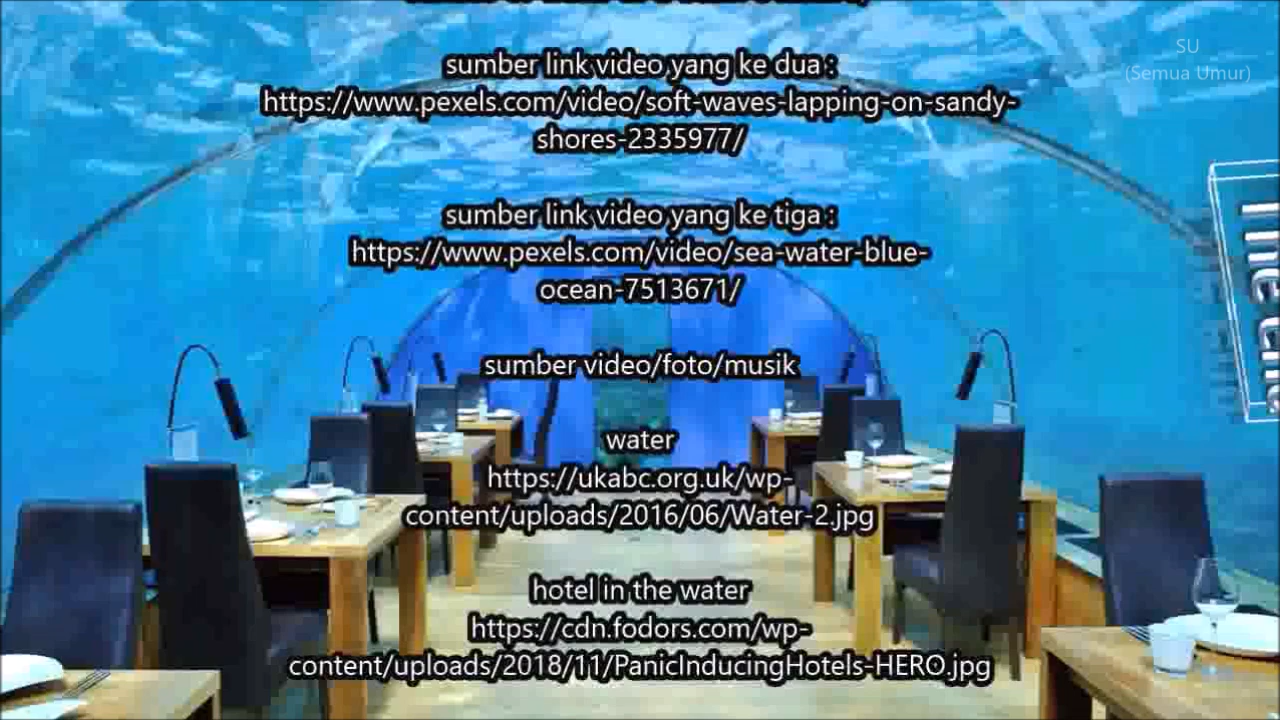 SU
(Semua Umur)
sumber link video yang ke dua :
https://www.pexels.com/video/soft-waves-lapping-on-sandy-
shores-2335977/
sumber link video yang ke tiga :
https://www.pexels.com/video/sea-water-blue-
ocean-7513671/
sumber video/foto/musik
water
https://ukabc.org.uk/wp-
content/uploads/2016/06/Water-2.jpg
hotel in the water
https://cdn.fodors.com/wp-
content/uploads/2018/11/PanicInducingHotels-HERO.jpg